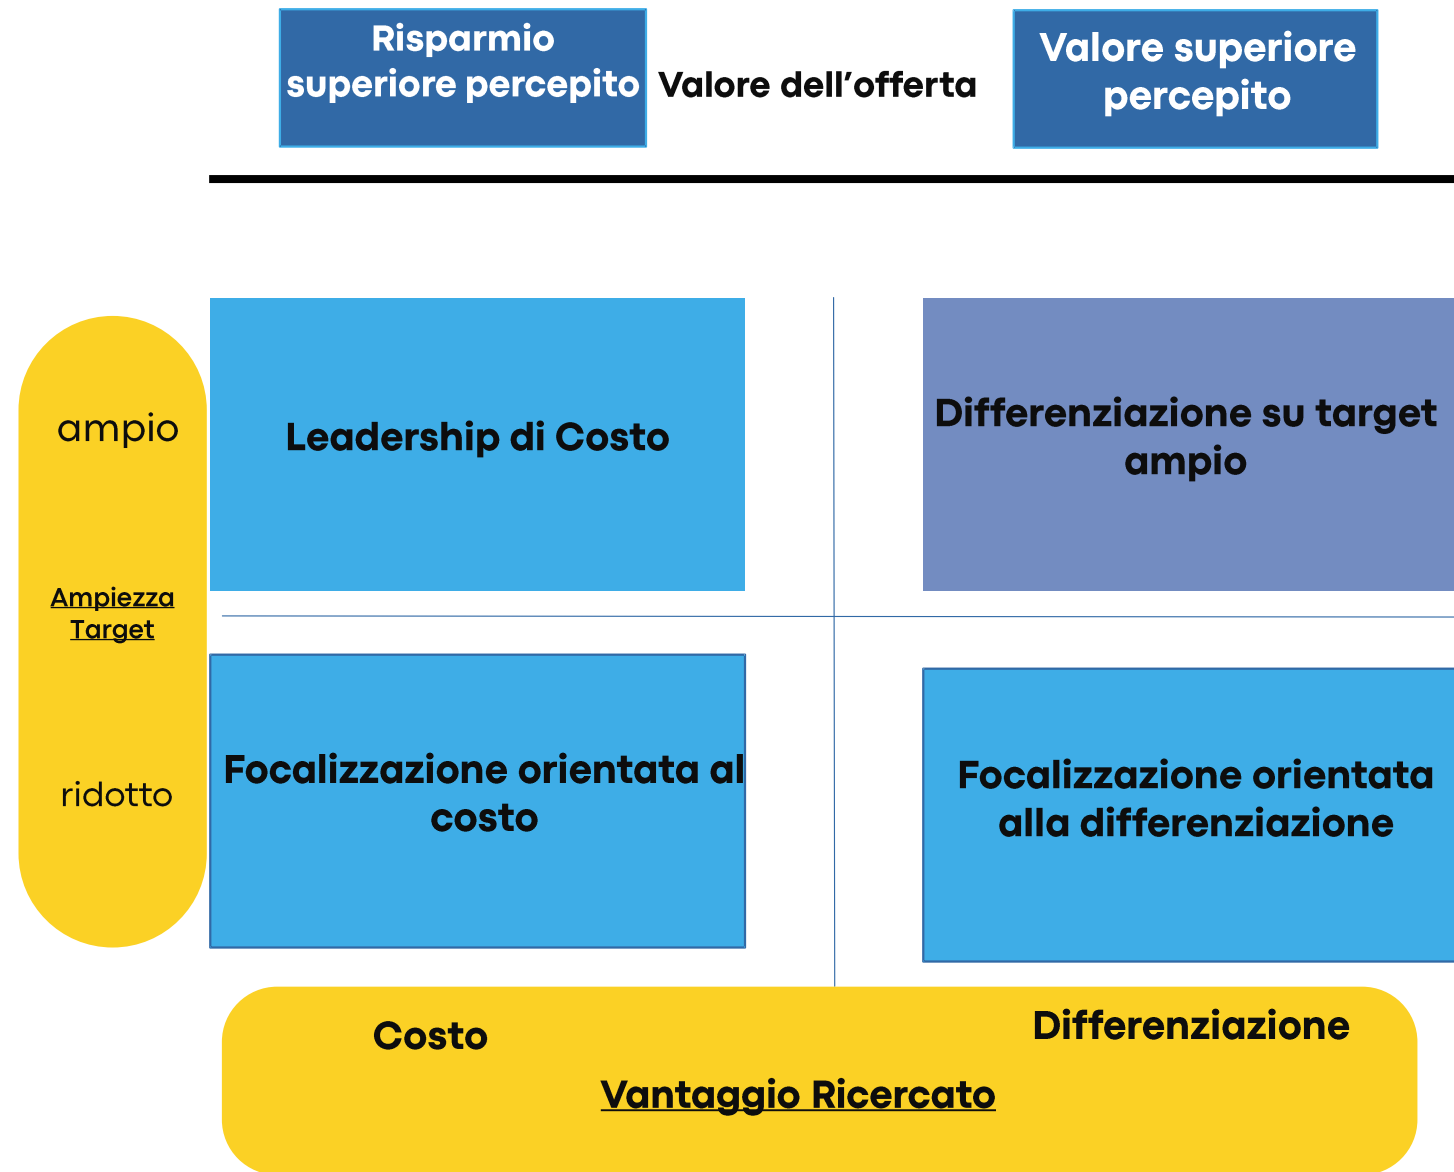 Risparmio
superiore percepito
Valore dell’offerta
Valore superiore
percepito
ampio
Leadership di Costo
Differenziazione su target
ampio
Ampiezza
Target
ridotto
Focalizzazione orientata al
costo
Focalizzazione orientata
alla differenziazione
Costo
Differenziazione
Vantaggio Ricercato